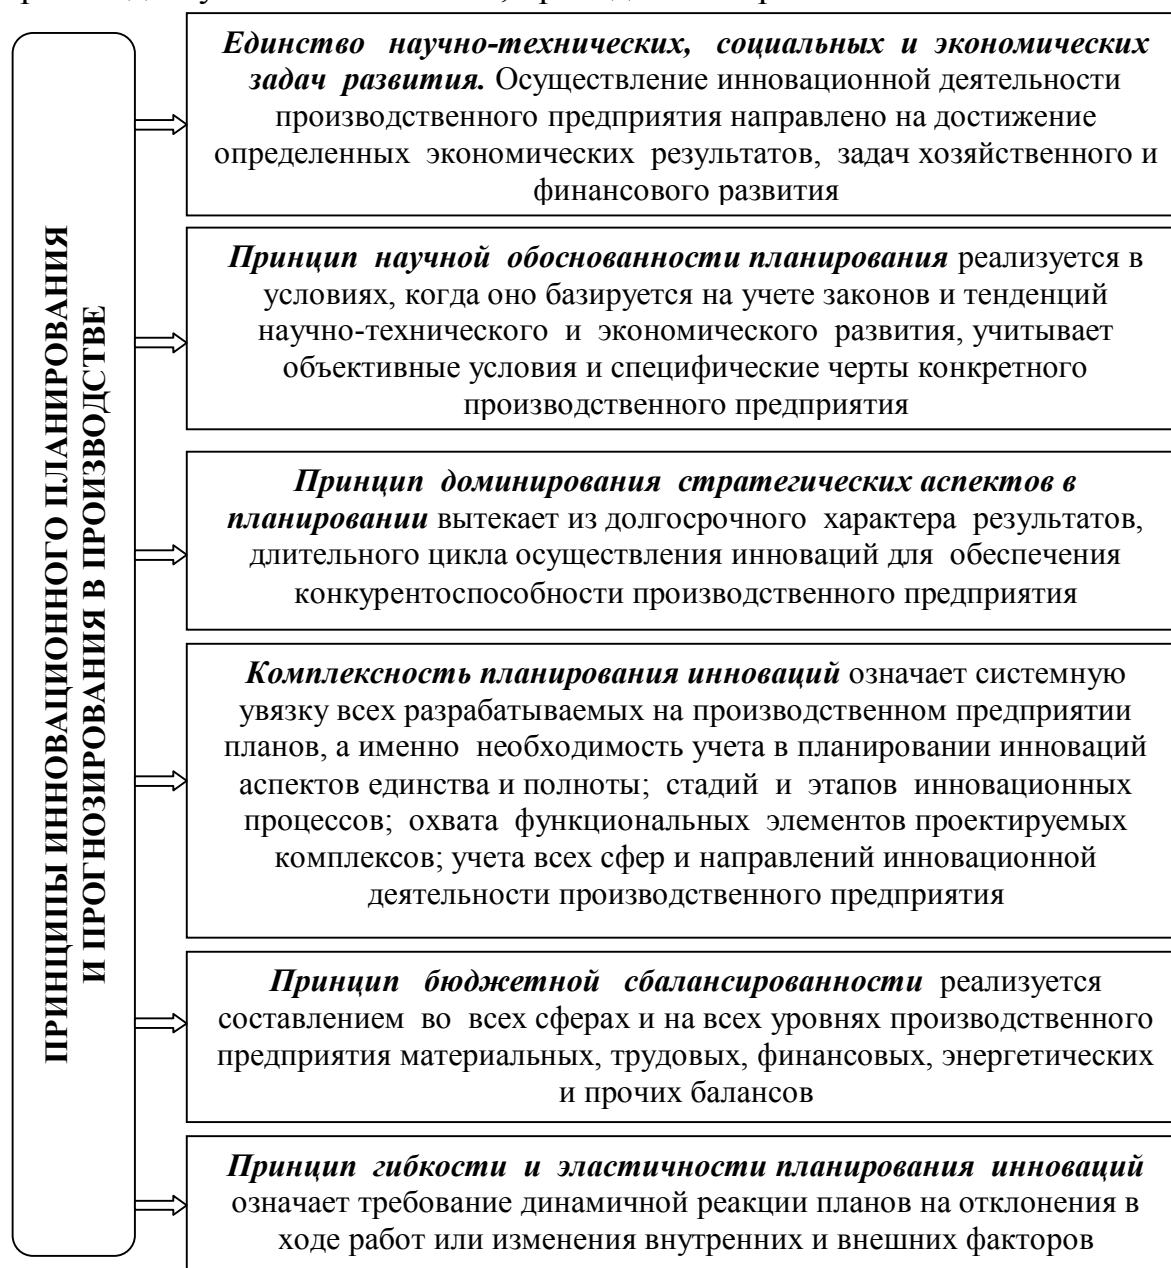 ПРИНЦИПЫ ИННОВАЦИОННОГО ПЛАНИРОВАНИЯ
И ПРОГНОЗИРОВАНИЯ В ПРОИЗВОДСТВЕ
Единство научно-технических, социальных и экономических
задач развития. Осуществление инновационной деятельности
производственного предприятия направлено на достижение
определенных экономических результатов, задач хозяйственного и
финансового развития
Принцип научной обоснованности планирования реализуется в
условиях, когда оно базируется на учете законов и тенденций
научно-технического и экономического развития, учитывает
объективные условия и специфические черты конкретного
производственного предприятия
Принцип доминирования стратегических аспектов в
планировании вытекает из долгосрочного характера результатов,
длительного цикла осуществления инноваций для обеспечения
конкурентоспособности производственного предприятия
Комплексность планирования инноваций означает системную
увязку всех разрабатываемых на производственном предприятии
планов, а именно необходимость учета в планировании инноваций
аспектов единства и полноты; стадий и этапов инновационных
процессов; охвата функциональных элементов проектируемых
комплексов; учета всех сфер и направлений инновационной
деятельности производственного предприятия
Принцип бюджетной сбалансированности реализуется
составлением во всех сферах и на всех уровнях производственного
предприятия материальных, трудовых, финансовых, энергетических
и прочих балансов
Принцип гибкости и эластичности планирования инноваций
означает требование динамичной реакции планов на отклонения в
ходе работ или изменения внутренних и внешних факторов